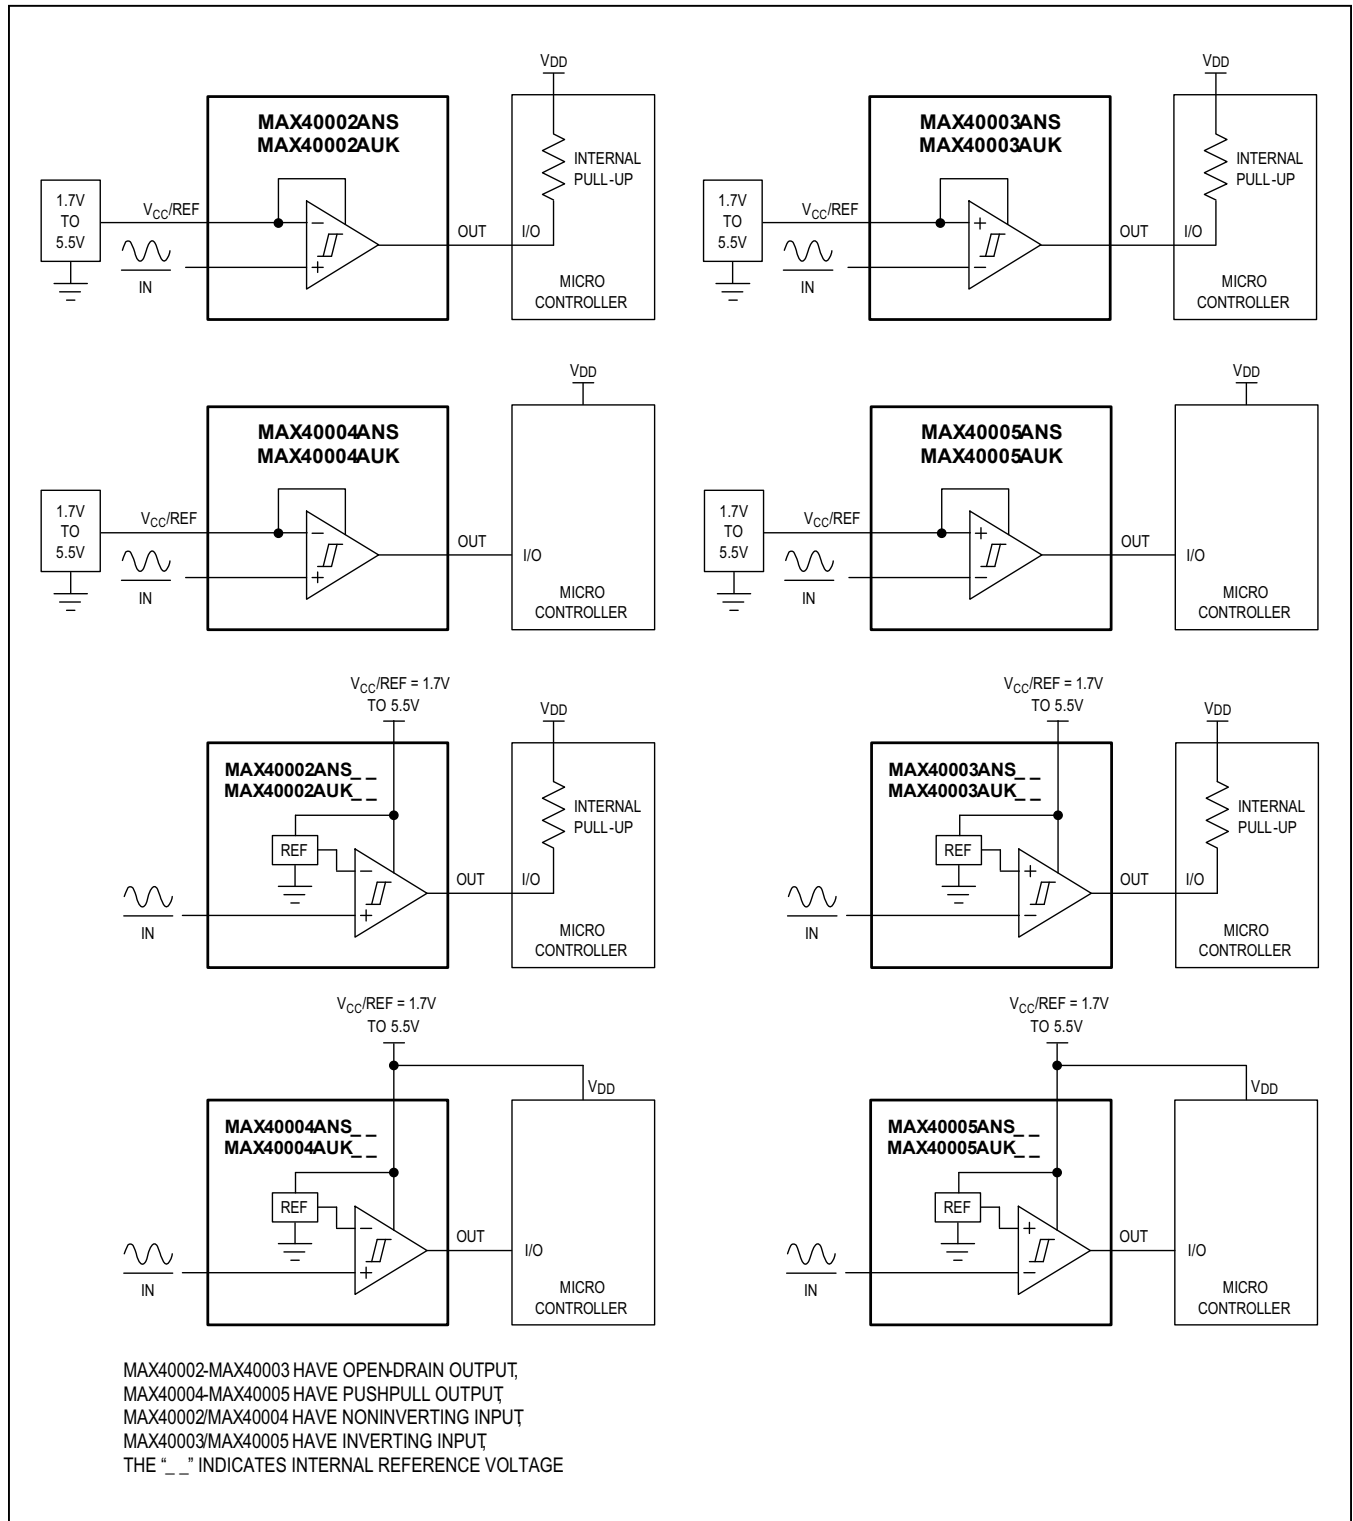 VDD
MAX40002ANS
MAX40002AUK
INTERNAL
PULL-UP
1.7V
TO
5.5V
VCC/REF
IN
−
+
OUT
I/O
MICRO
CONTROLLER
VDD
MAX40003ANS
MAX40003AUK
INTERNAL
PULL-UP
1.7V
TO
5.5V
VCC/REF
IN
+
−
OUT
I/O
MICRO
CONTROLLER
VDD
MAX40004ANS
MAX40004AUK
1.7V
TO
5.5V
VCC/REF
IN
−
+
OUT
I/O
MICRO
CONTROLLER
VDD
MAX40005ANS
MAX40005AUK
1.7V
TO
5.5V
VCC/REF
IN
+
−
OUT
I/O
MICRO
CONTROLLER
VCC/REF = 1.7V
TO 5.5V
VDD
MAX40002ANS_ _
MAX40002AUK_ _
INTERNAL
PULL-UP
REF
−
+
IN
OUT
I/O
MICRO
CONTROLLER
VCC/REF = 1.7V
TO 5.5V
VDD
MAX40003ANS_ _
MAX40003AUK_ _
INTERNAL
PULL-UP
REF
+
−
IN
OUT
I/O
MICRO
CONTROLLER
VCC/REF = 1.7V
TO 5.5V
VDD
MAX40004ANS_ _
MAX40004AUK_ _
REF
−
+
IN
OUT
I/O
MICRO
CONTROLLER
VCC/REF = 1.7V
TO 5.5V
VDD
MAX40005ANS_ _
MAX40005AUK_ _
REF
+
−
IN
OUT
I/O
MICRO
CONTROLLER
MAX40002-MAX40003 HAVE OPEN-DRAIN OUTPUT,
MAX40004-MAX40005 HAVE PUSHPULL OUTPUT,
MAX40002/MAX40004 HAVE NONINVERTING INPUT,
MAX40003/MAX40005 HAVE INVERTING INPUT,
THE "_ _" INDICATES INTERNAL REFERENCE VOLTAGE